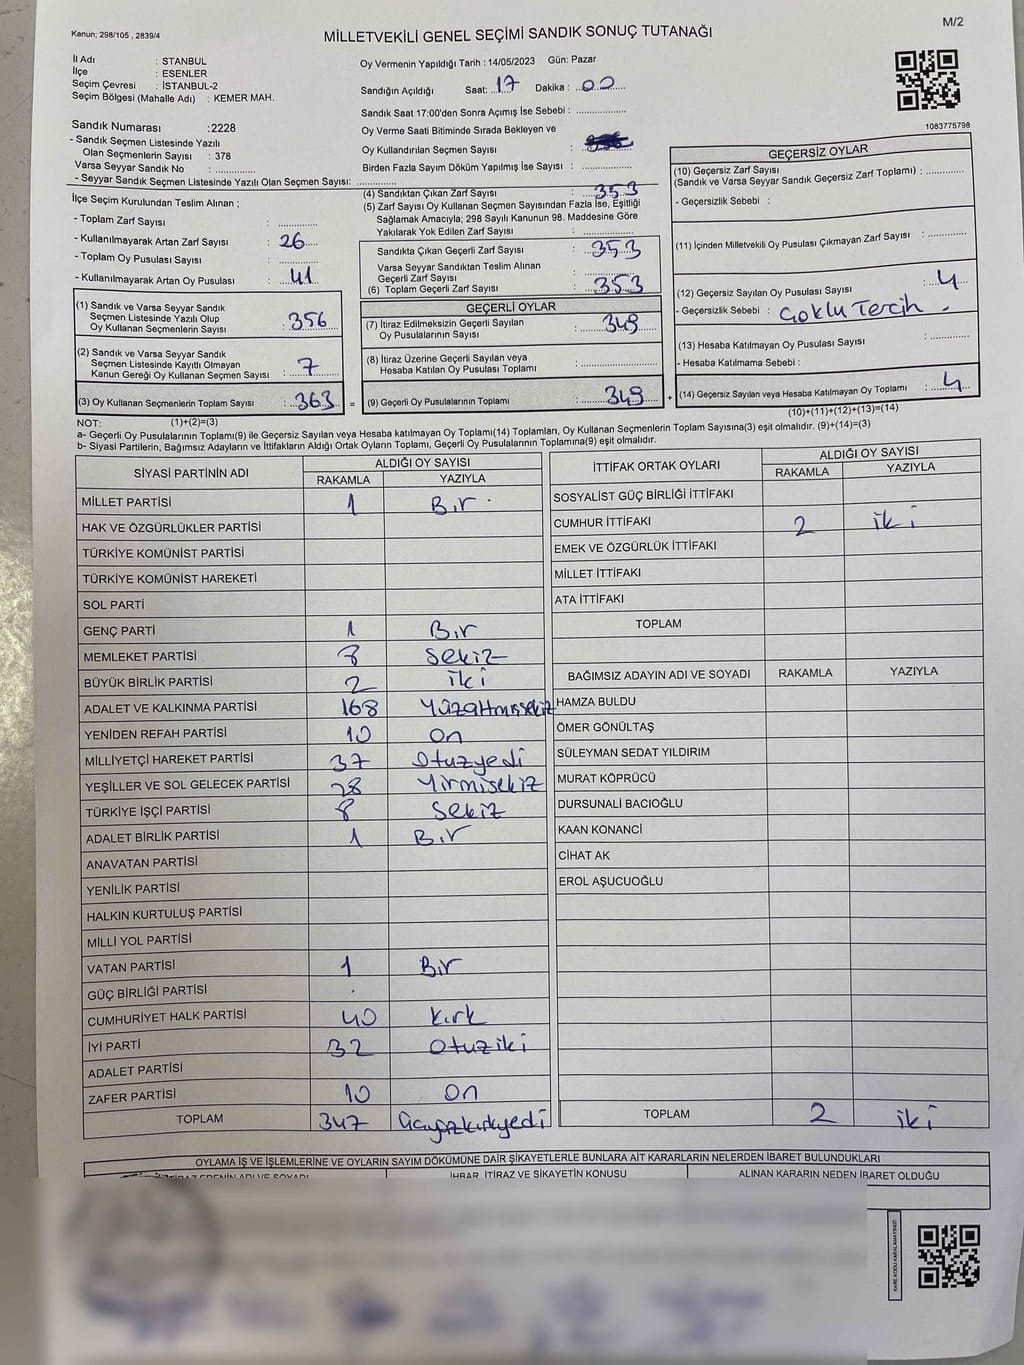 M/2
Kanun; 298/105 , 2839/4
MİLLETVEKİLİ GENEL SEÇİMİ SANDIK SONUÇ TUTANAĞI
İl Adı : İSTANBUL
İlçe : ESENLER
Seçim Çevresi : İSTANBUL-2
Seçim Bölgesi (Mahalle Adı) : KEMER MAH.
Oy Vermenin Yapıldığı Tarih : 14/05/2023 Gün: Pazar
Sandığın Açıldığı Saat: 17 Dakika : 00
Sandık Saat 17:00'den Sonra Açımış İse Sebebi :
Sandık Numarası :2228
- Sandık Seçmen Listesinde Yazılı
Olan Seçmenlerin Sayısı : 378
Varsa Seyyar Sandık No :
- Seyyar Sandık Seçmen Listesinde Yazılı Olan Seçmen Sayısı:
Oy Verme Saati Bitiminde Sırada Bekleyen ve
Oy Kullandırılan Seçmen Sayısı :
Birden Fazla Sayım Döküm Yapılmış İse Sayısı :
1083775798
İlçe Seçim Kurulundan Teslim Alınan ;
- Toplam Zarf Sayısı :
- Kullanılmayarak Artan Zarf Sayısı : 26
- Toplam Oy Pusulası Sayısı :
- Kullanılmayarak Artan Oy Pusulası : 41
(1) Sandık ve Varsa Seyyar Sandık
Seçmen Listesinde Yazılı Olup
Oy Kullanan Seçmenlerin Sayısı : 356
(2) Sandık ve Varsa Seyyar Sandık
Seçmen Listesinde Kayıtlı Olmayan
Kanun Gereği Oy Kullanan Seçmen Sayısı : 7
(3) Oy Kullanan Seçmenlerin Toplam Sayısı : 363 =
(1)+(2)=(3)
(4) Sandıktan Çıkan Zarf Sayısı : 353
(5) Zarf Sayısı Oy Kullanan Seçmen Sayısından Fazla İse, Eşitliği
Sağlamak Amacıyla; 298 Sayılı Kanunun 98. Maddesine Göre
Yakılarak Yok Edilen Zarf Sayısı :
Sandıkta Çıkan Geçerli Zarf Sayısı : 353
Varsa Seyyar Sandıktan Teslim Alınan
Geçerli Zarf Sayısı :
(6) Toplam Geçerli Zarf Sayısı : 353
GEÇERLİ OYLAR
(7) İtiraz Edilmeksizin Geçerli Sayılan
Oy Pusulalarının Sayısı : 349
(8) İtiraz Üzerine Geçerli Sayılan veya
Hesaba Katılan Oy Pusulası Toplamı :
(9) Geçerli Oy Pusulalarının Toplamı : 349 +
GEÇERSİZ OYLAR
(10) Geçersiz Zarf Sayısı
(Sandık ve Varsa Seyyar Sandık Geçersiz Zarf Toplamı) :
- Geçersizlik Sebebi :
(11) İçinden Milletvekili Oy Pusulası Çıkmayan Zarf Sayısı :
(12) Geçersiz Sayılan Oy Pusulası Sayısı : 4
- Geçersizlik Sebebi : Çoklu Tercih .
(13) Hesaba Katılmayan Oy Pusulası Sayısı :
- Hesaba Katılmama Sebebi :
(14) Geçersiz Sayılan veya Hesaba Katılmayan Oy Toplamı : 4
(10)+(11)+(12)+(13)=(14)
NOT:
a- Geçerli Oy Pusulalarının Toplamı(9) ile Geçersiz Sayılan veya Hesaba katılmayan Oy Toplamı(14) Toplamları, Oy Kullanan Seçmenlerin Toplam Sayısına(3) eşit olmalıdır. (9)+(14)=(3)
b- Siyasi Partilerin, Bağımsız Adayların ve İttifakların Aldığı Ortak Oyların Toplamı, Geçerli Oy Pusulalarının Toplamına(9) eşit olmalıdır.
SİYASİ PARTİNİN ADI ALDIĞI OY SAYISI
RAKAMLA YAZIYLA
MİLLET PARTİSİ 1 Bir
HAK VE ÖZGÜRLÜKLER PARTİSİ
TÜRKİYE KOMÜNİST PARTİSİ
TÜRKİYE KOMÜNİST HAREKETİ
SOL PARTİ
GENÇ PARTİ 1 Bir
MEMLEKET PARTİSİ 8 Sekiz
BÜYÜK BİRLİK PARTİSİ 2 iki
ADALET VE KALKINMA PARTİSİ 168 Yüzaltmışsekiz
YENİDEN REFAH PARTİSİ 10 On
MİLLİYETÇİ HAREKET PARTİSİ 37 Otuzyedi
YEŞİLLER VE SOL GELECEK PARTİSİ 28 Yirmisekiz
TÜRKİYE İŞÇİ PARTİSİ 8 Sekiz
ADALET BİRLİK PARTİSİ 1 Bir
ANAVATAN PARTİSİ
YENİLİK PARTİSİ
HALKIN KURTULUŞ PARTİSİ
MİLLİ YOL PARTİSİ
VATAN PARTİSİ 1 Bir
GÜÇ BİRLİĞİ PARTİSİ
CUMHURİYET HALK PARTİSİ 40 Kırk
İYİ PARTİ 32 Otuziki
ADALET PARTİSİ
ZAFER PARTİSİ 10 On
TOPLAM 347 üçyüzkırkyedi
İTTİFAK ORTAK OYLARI ALDIĞI OY SAYISI
RAKAMLA YAZIYLA
SOSYALİST GÜÇ BİRLİĞİ İTTİFAKI
CUMHUR İTTİFAKI 2 iki
EMEK VE ÖZGÜRLÜK İTTİFAKI
MİLLET İTTİFAKI
ATA İTTİFAKI
TOPLAM
BAĞIMSIZ ADAYIN ADI VE SOYADI RAKAMLA YAZIYLA
HAMZA BULDU
ÖMER GÖNÜLTAŞ
SÜLEYMAN SEDAT YILDIRIM
MURAT KÖPRÜCÜ
DURSUNALİ BACIOĞLU
KAAN KONANCİ
CİHAT AK
EROL AŞUCUOĞLU
TOPLAM 2 iki
OYLAMA İŞ VE İŞLEMLERİNE VE OYLARIN SAYIM DÖKÜMÜNE DAİR ŞİKAYETLERLE BUNLARA AİT KARARLARIN NELERDEN İBARET BULUNDUKLARI
İHBAR, İTİRAZ VE ŞİKAYETİN KONUSU ALINAN KARARIN NEDEN İBARET OLDUĞU